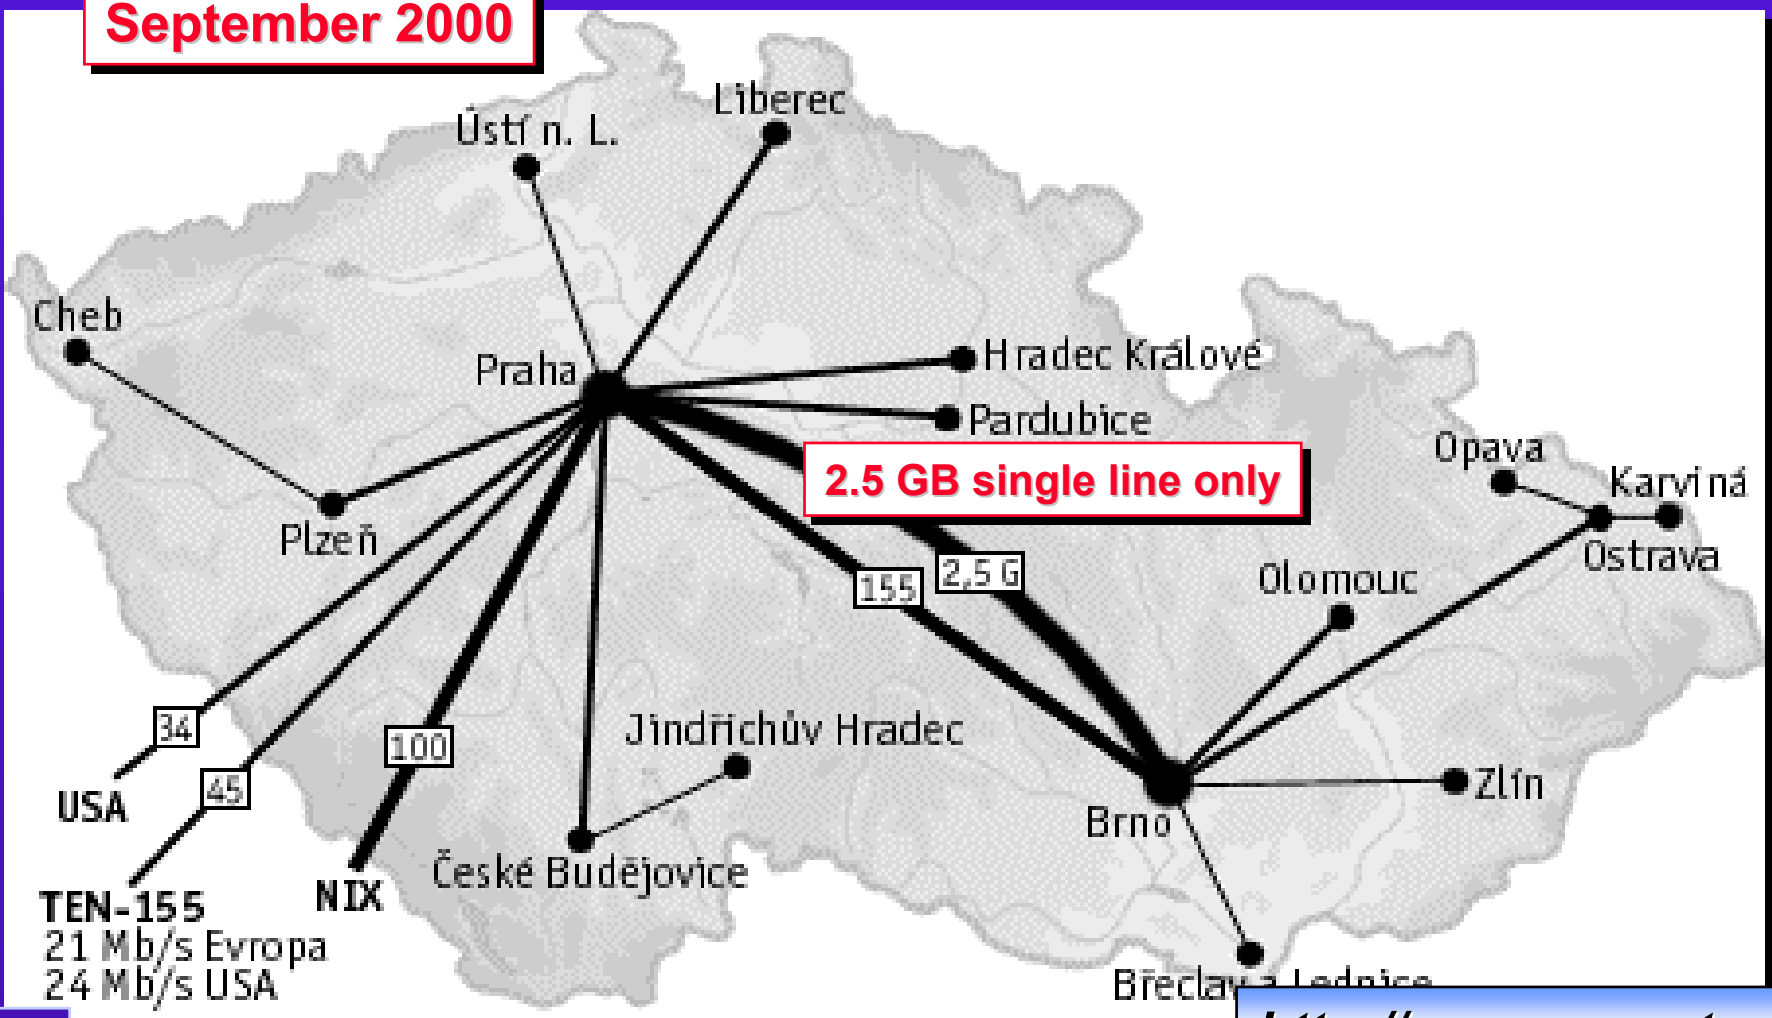 September 2000
Liberec
Ústí n. L.
Cheb
Praha
Hradec Králové
Pardubice
2.5 GB single line only
Opava
Karviná
Plzeň
Ostrava
155
2,5 G
Olomouc
34
100
Jindřichův Hradec
45
USA
Zlín
Brno
České Budějovice
NIX
TEN-155
21 Mb/s Evropa
24 Mb/s USA
Břeclav a Lednice